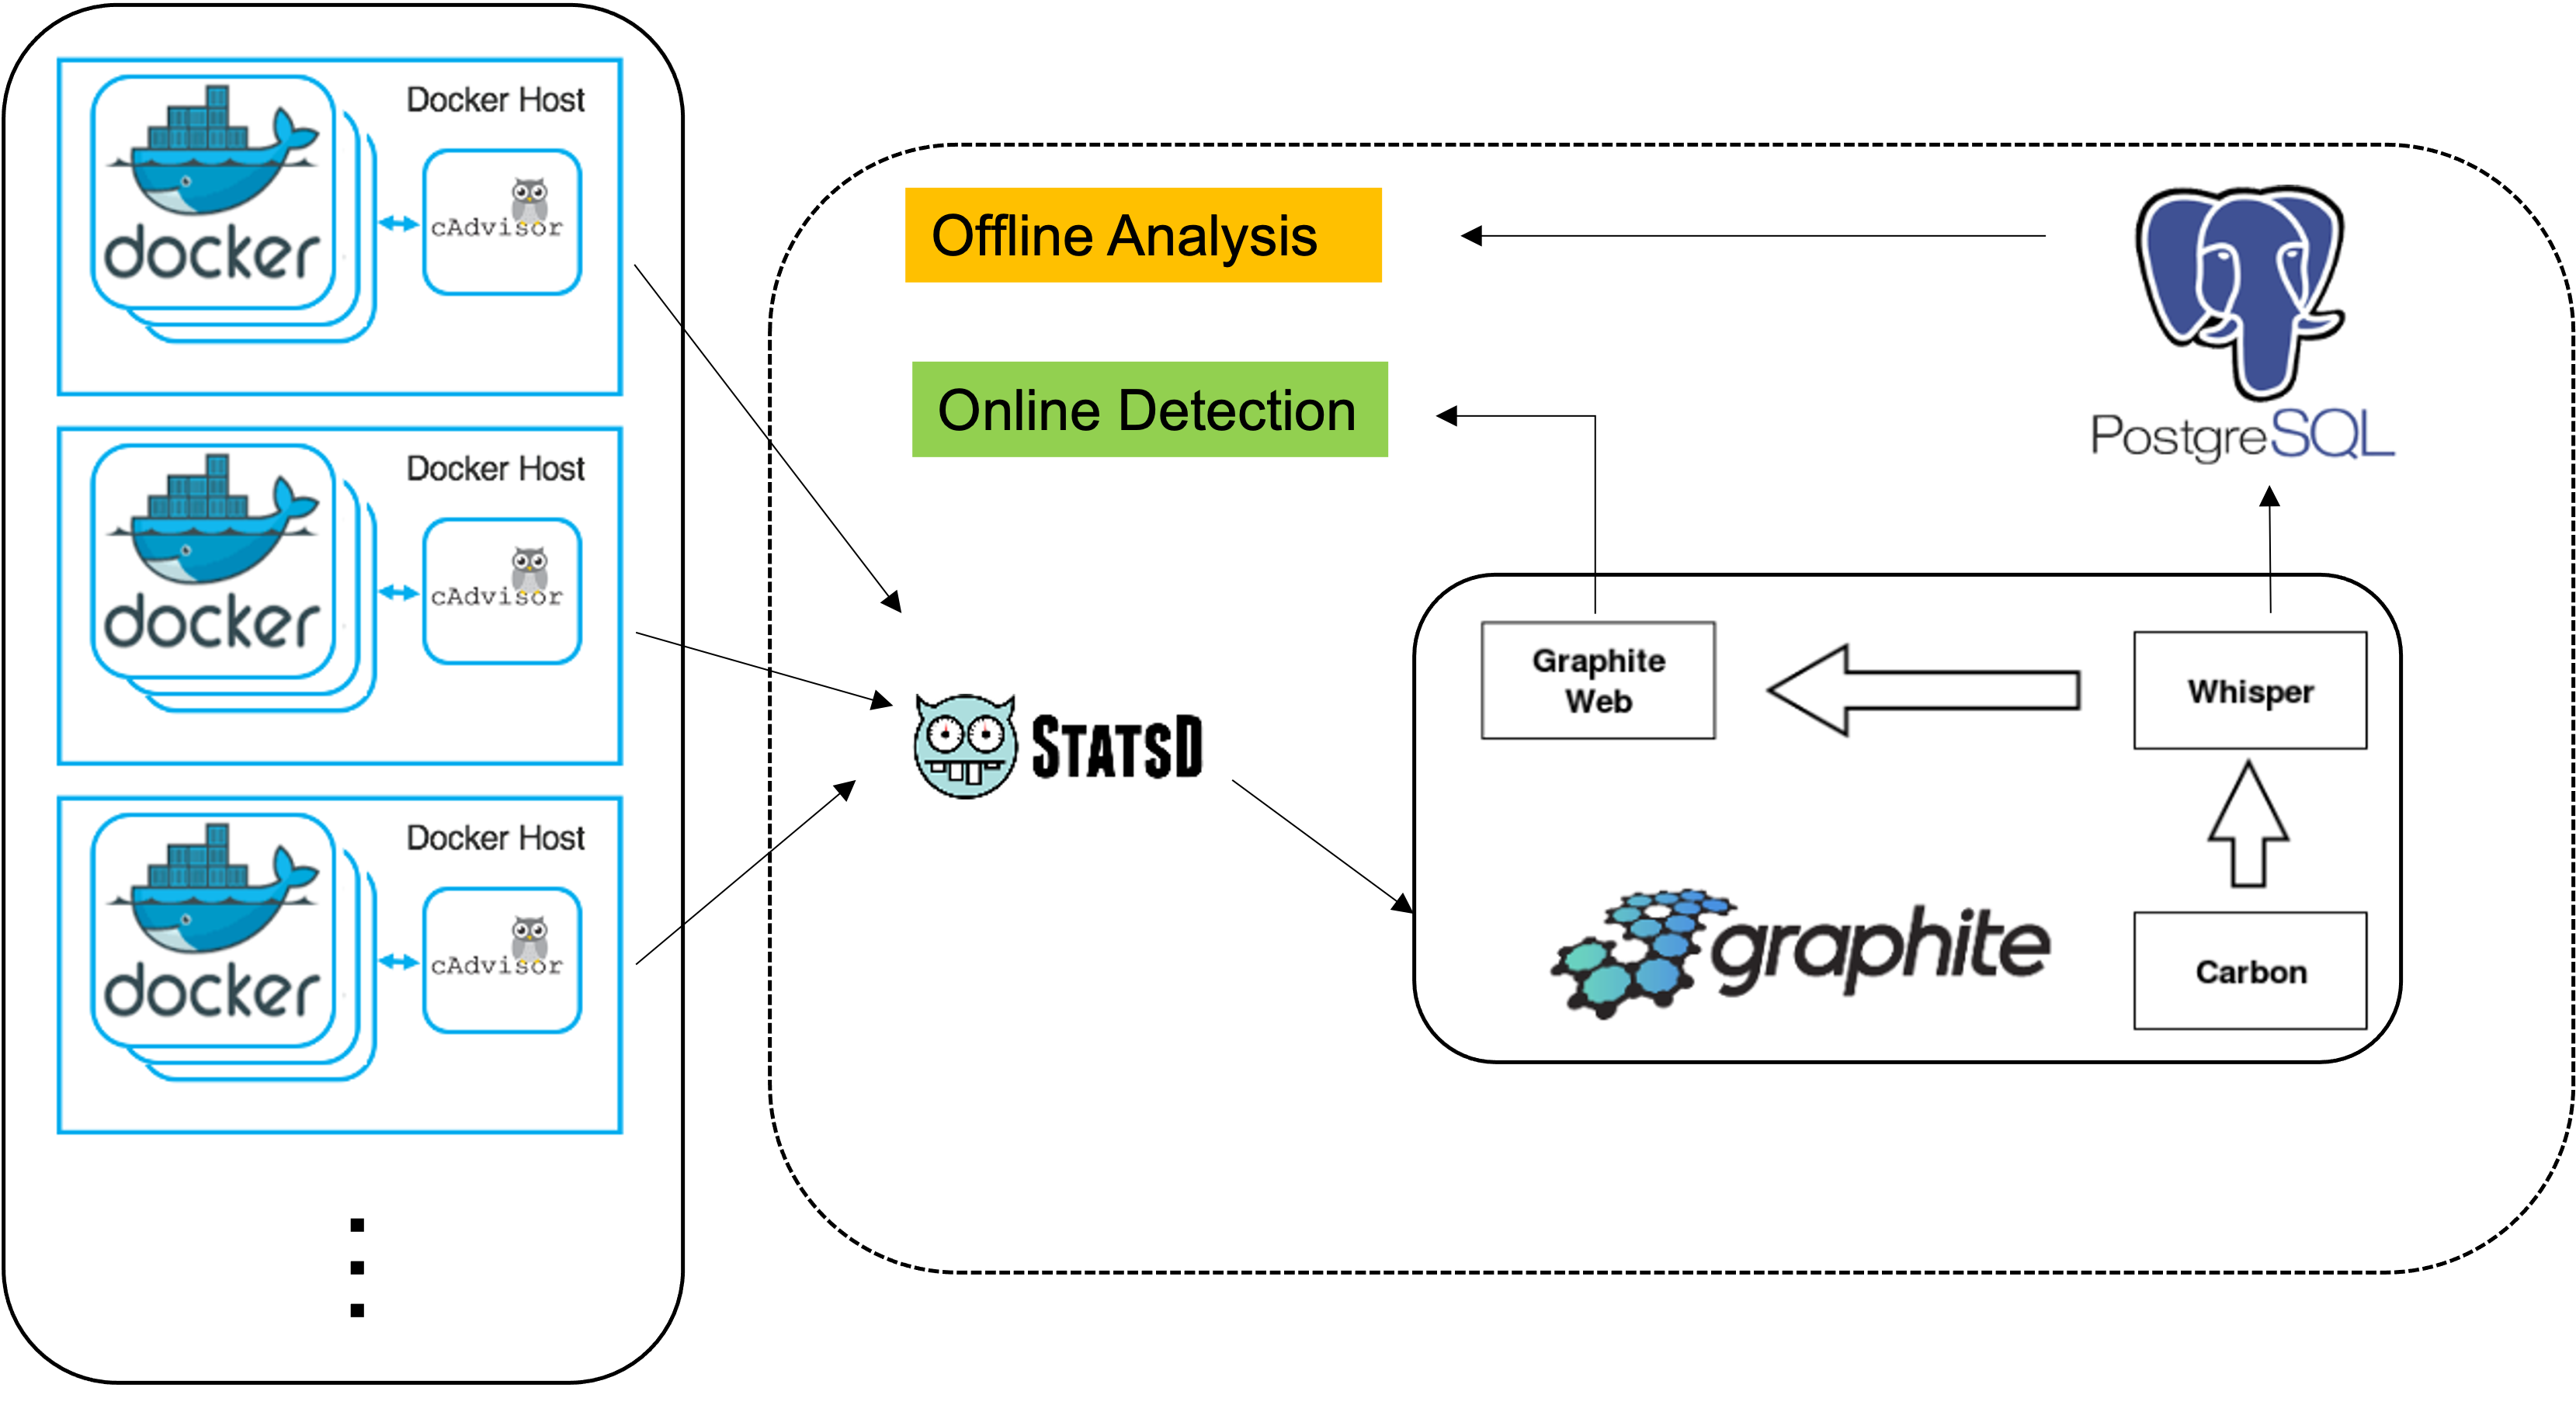 Docker Host
docker
cAdvisor
Docker Host
docker
cAdvisor
Docker Host
docker
cAdvisor
Offline Analysis
Online Detection
PostgreSQL
STATSD
Graphite
Web
Whisper
graphite
Carbon